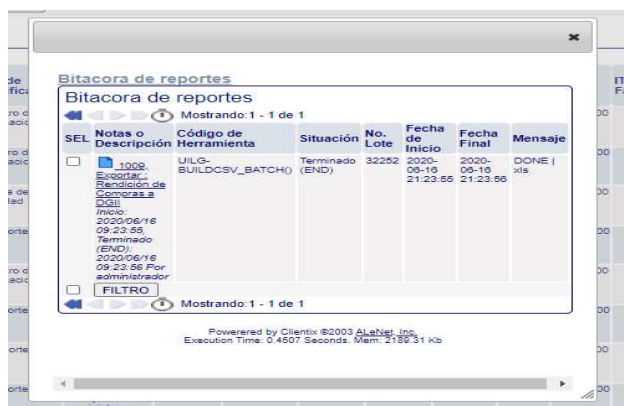 Bitacora de reportes
Bitacora de reportes
Mostrando:1 - 1 de 1
SEL Notas o Descripción Código de Herramienta Situación No. Lote Fecha de Inicio Fecha Final Mensaje
1009, UILG- Terminado 32252 2020- 2020- DONE |
Exportar : BUILDCSV_BATCH() (END) 06-16 06-16 xls
Rendición de 21:23:55 21:23:56
Compras a
DGII
Inicio:
2020/06/16
09:23:55,
Terminado
(END):
2020/06/16
09:23:56 Por
administrador
FILTRO
Mostrando:1 - 1 de 1
Powerered by Clientix ©2003 ALeNet, Inc.
Execution Time: 0.4507 Seconds. Mem: 2189.31 Kb